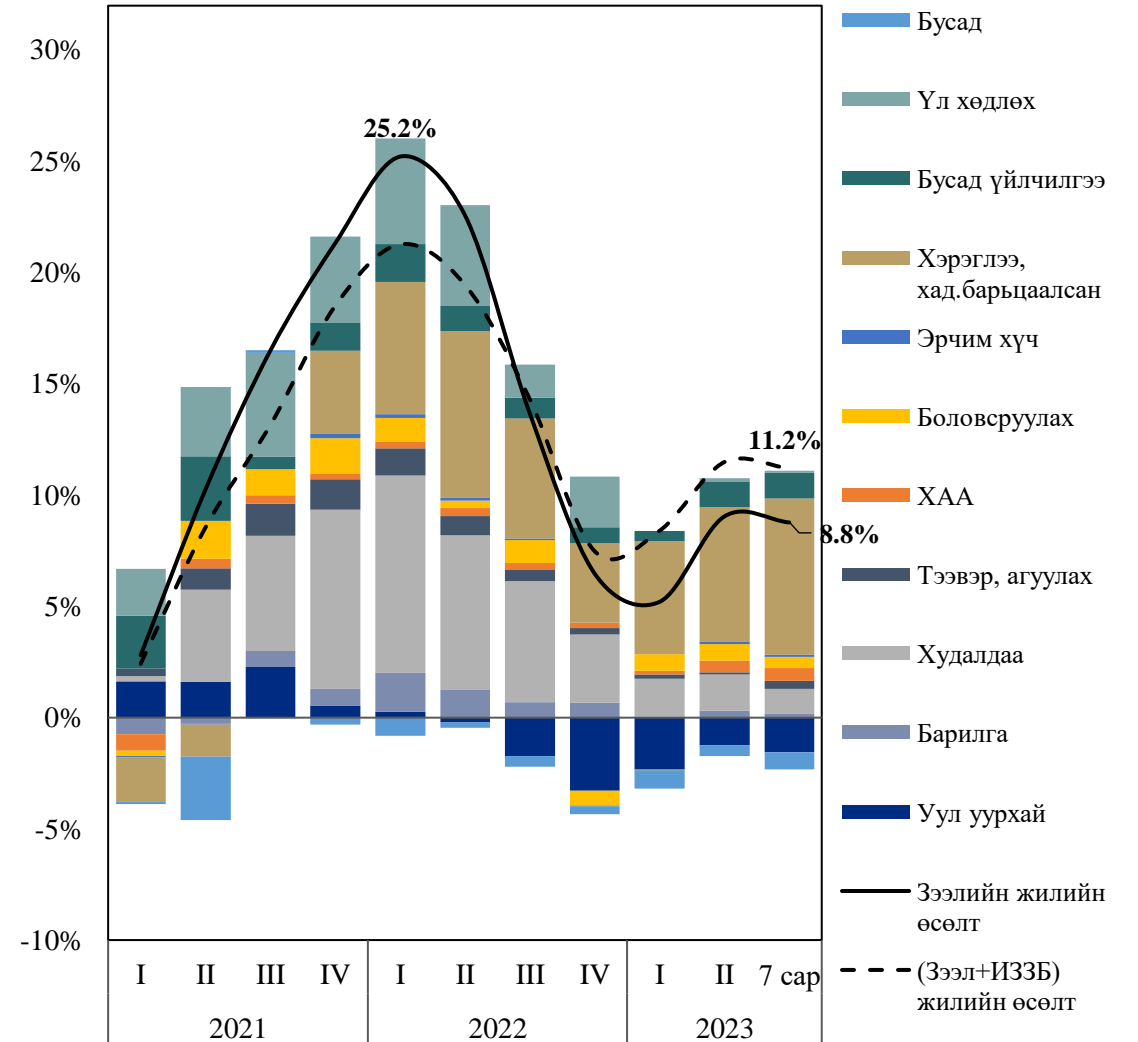 30%
25%
20%
15%
10%
5%
0%
-5%
-10%
25.2%
11.2%
8.8%
I II III IV I II III IV I II 7 сар
2021 2022 2023
Бусад
Үл хөдлөх
Бусад үйлчилгээ
Хэрэглээ,
хад.барьцаалсан
Эрчим хүч
Боловсруулах
ХАА
Тээвэр, агуулах
Худалдаа
Барилга
Уул уурхай
Зээлийн жилийн
өсөлт
(Зээл+ИЗЗБ)
жилийн өсөлт